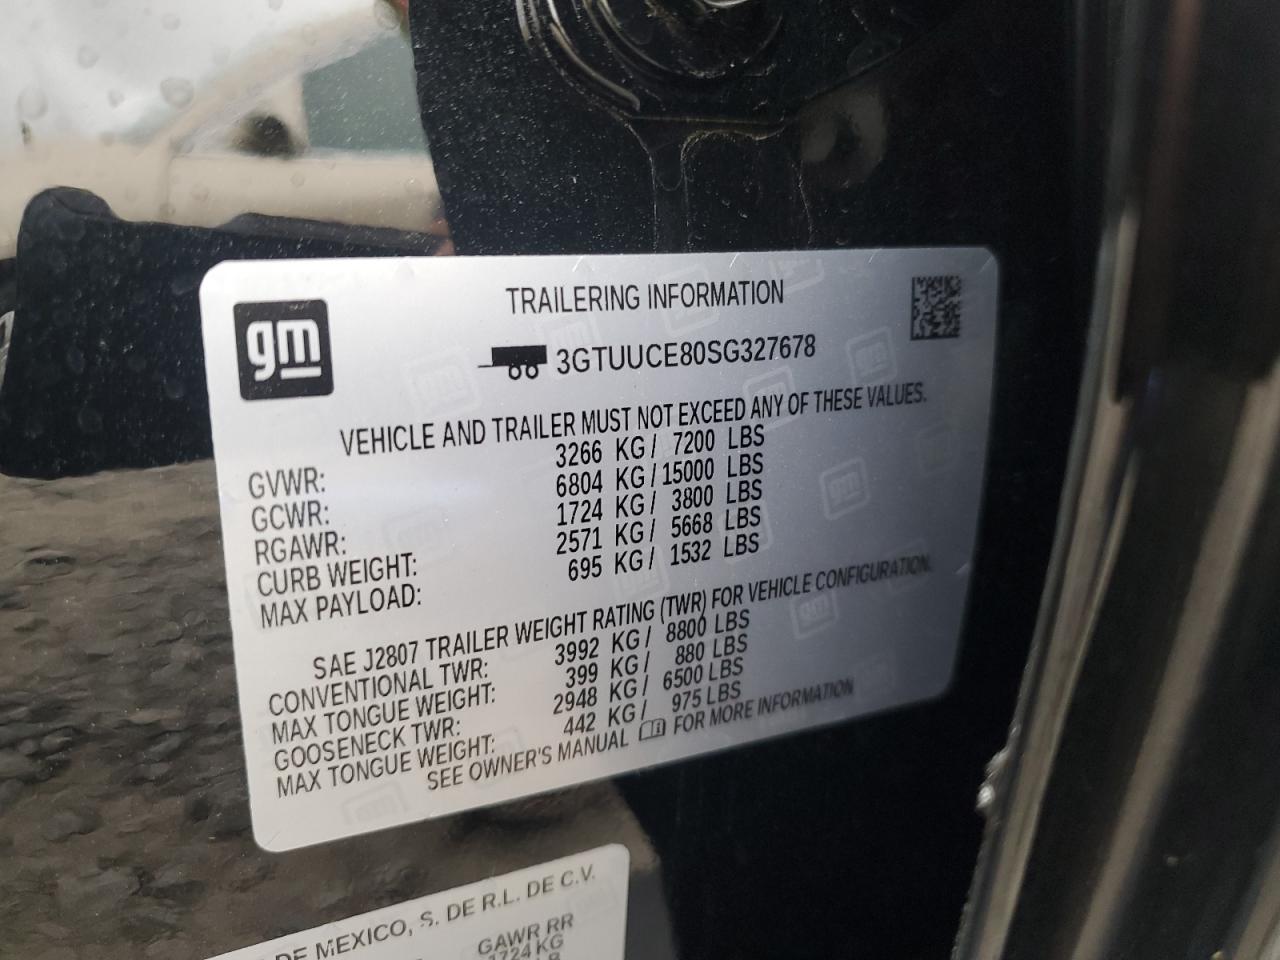 gm
TRAILERING INFORMATION
3GTUUCE80SG327678
VEHICLE AND TRAILER MUST NOT EXCEED ANY OF THESE VALUES.
GVWR: 3266 KG/ 7200 LBS
GCWR: 6804 KG/15000 LBS
RGAWR: 1724 KG/ 3800 LBS
CURB WEIGHT: 2571 KG/ 5668 LBS
MAX PAYLOAD: 695 KG/ 1532 LBS
SAE J2807 TRAILER WEIGHT RATING (TWR) FOR VEHICLE CONFIGURATION.
CONVENTIONAL TWR: 3992 KG/ 8800 LBS
MAX TONGUE WEIGHT: 399 KG/ 880 LBS
GOOSENECK TWR: 2948 KG/ 6500 LBS
MAX TONGUE WEIGHT: 442 KG/ 975 LBS
SEE OWNER'S MANUAL FOR MORE INFORMATION
DE MEXICO, S. DE R.L. DE C.V.
GAWR RR
1724 KG